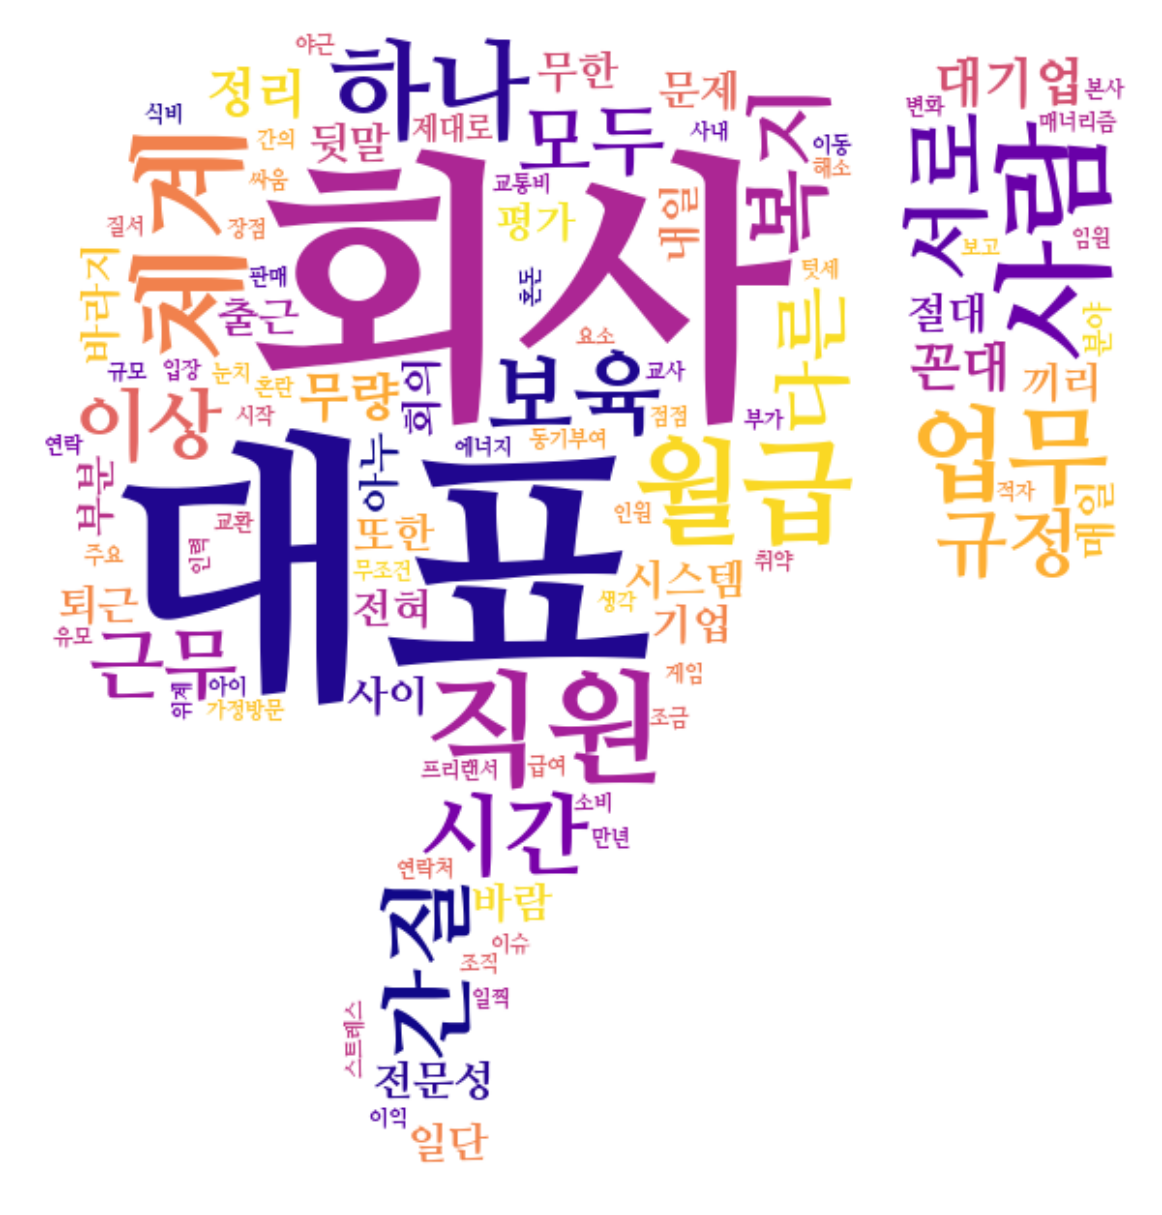 야근
하나
무한
정리
문제
식비
뒷말
제대로
모두
사내
복지
이동
해소
간의
체계
싸움
질서
장점
회사
교통비
평가
내일
혼돈
텃세
바라지
판매
출근
요소
다른
규모
입장
눈치
혼란
무량
회의
보육
교사
점점
부가
이상
시작
연락
에너지
동기부여
월급
부분
대표
아누
교환
인력
또한
인원
주요
무조건
시스템
취약
퇴근
전혀
생각
기업
유모
근무
아이
위계
가정방문
사이
직원
게임
조금
프리랜서
급여
시간
소비
만년
연락처
간질
바람
이슈
조직
일찍
스트레스
전문성
이익
일단
대기업
본사
변화
매너리즘
서로
사람
임원
보고
절대
분야
꼰대
끼리
업무
적자
매일
규정